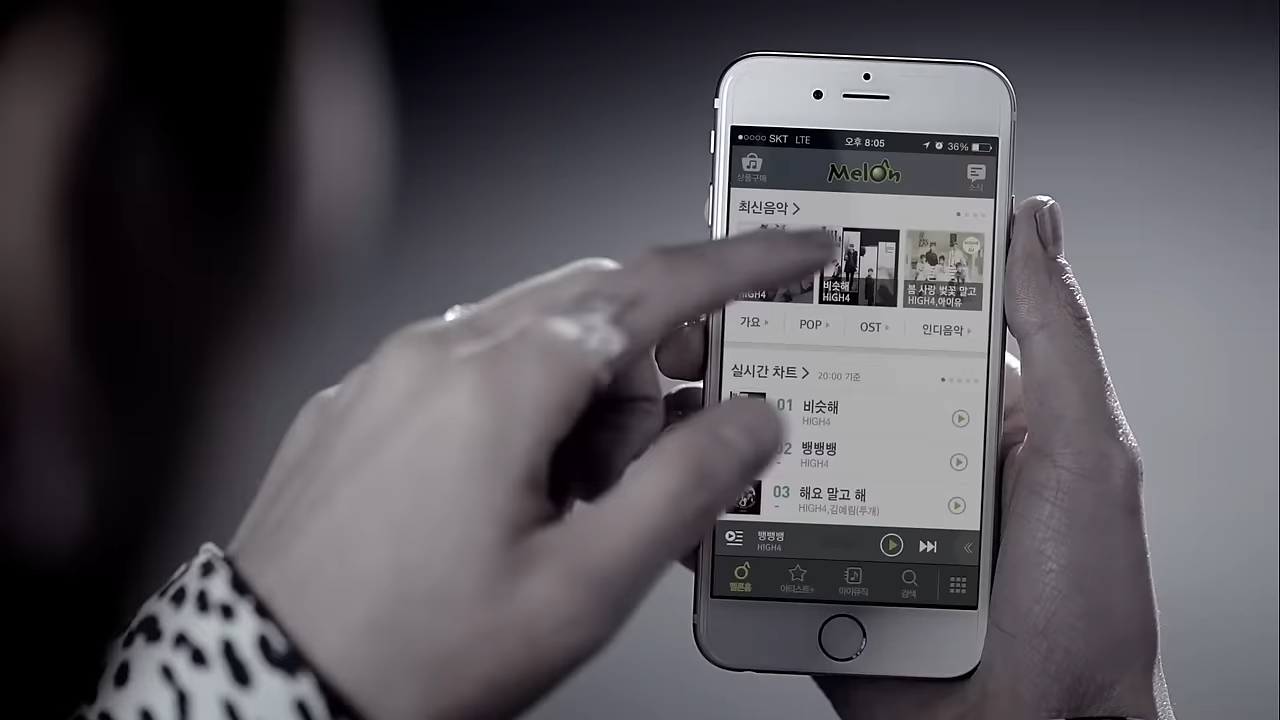 SKT LTE 오후 8:05 36%
상품구매 Melon 소식
최신음악 >
HIGH4
비슷해
HIGH4
봄 사랑 벚꽃 말고
HIGH4,아이유
가요 POP OST 인디음악
실시간 차트 > 20:00 기준
01 비슷해
HIGH4
02 뱅뱅뱅
HIGH4
03 해요 말고 해
HIGH4,김예림(투개)
뱅뱅뱅
HIGH4
멜론홈 아티스트+ 마이뮤직 검색